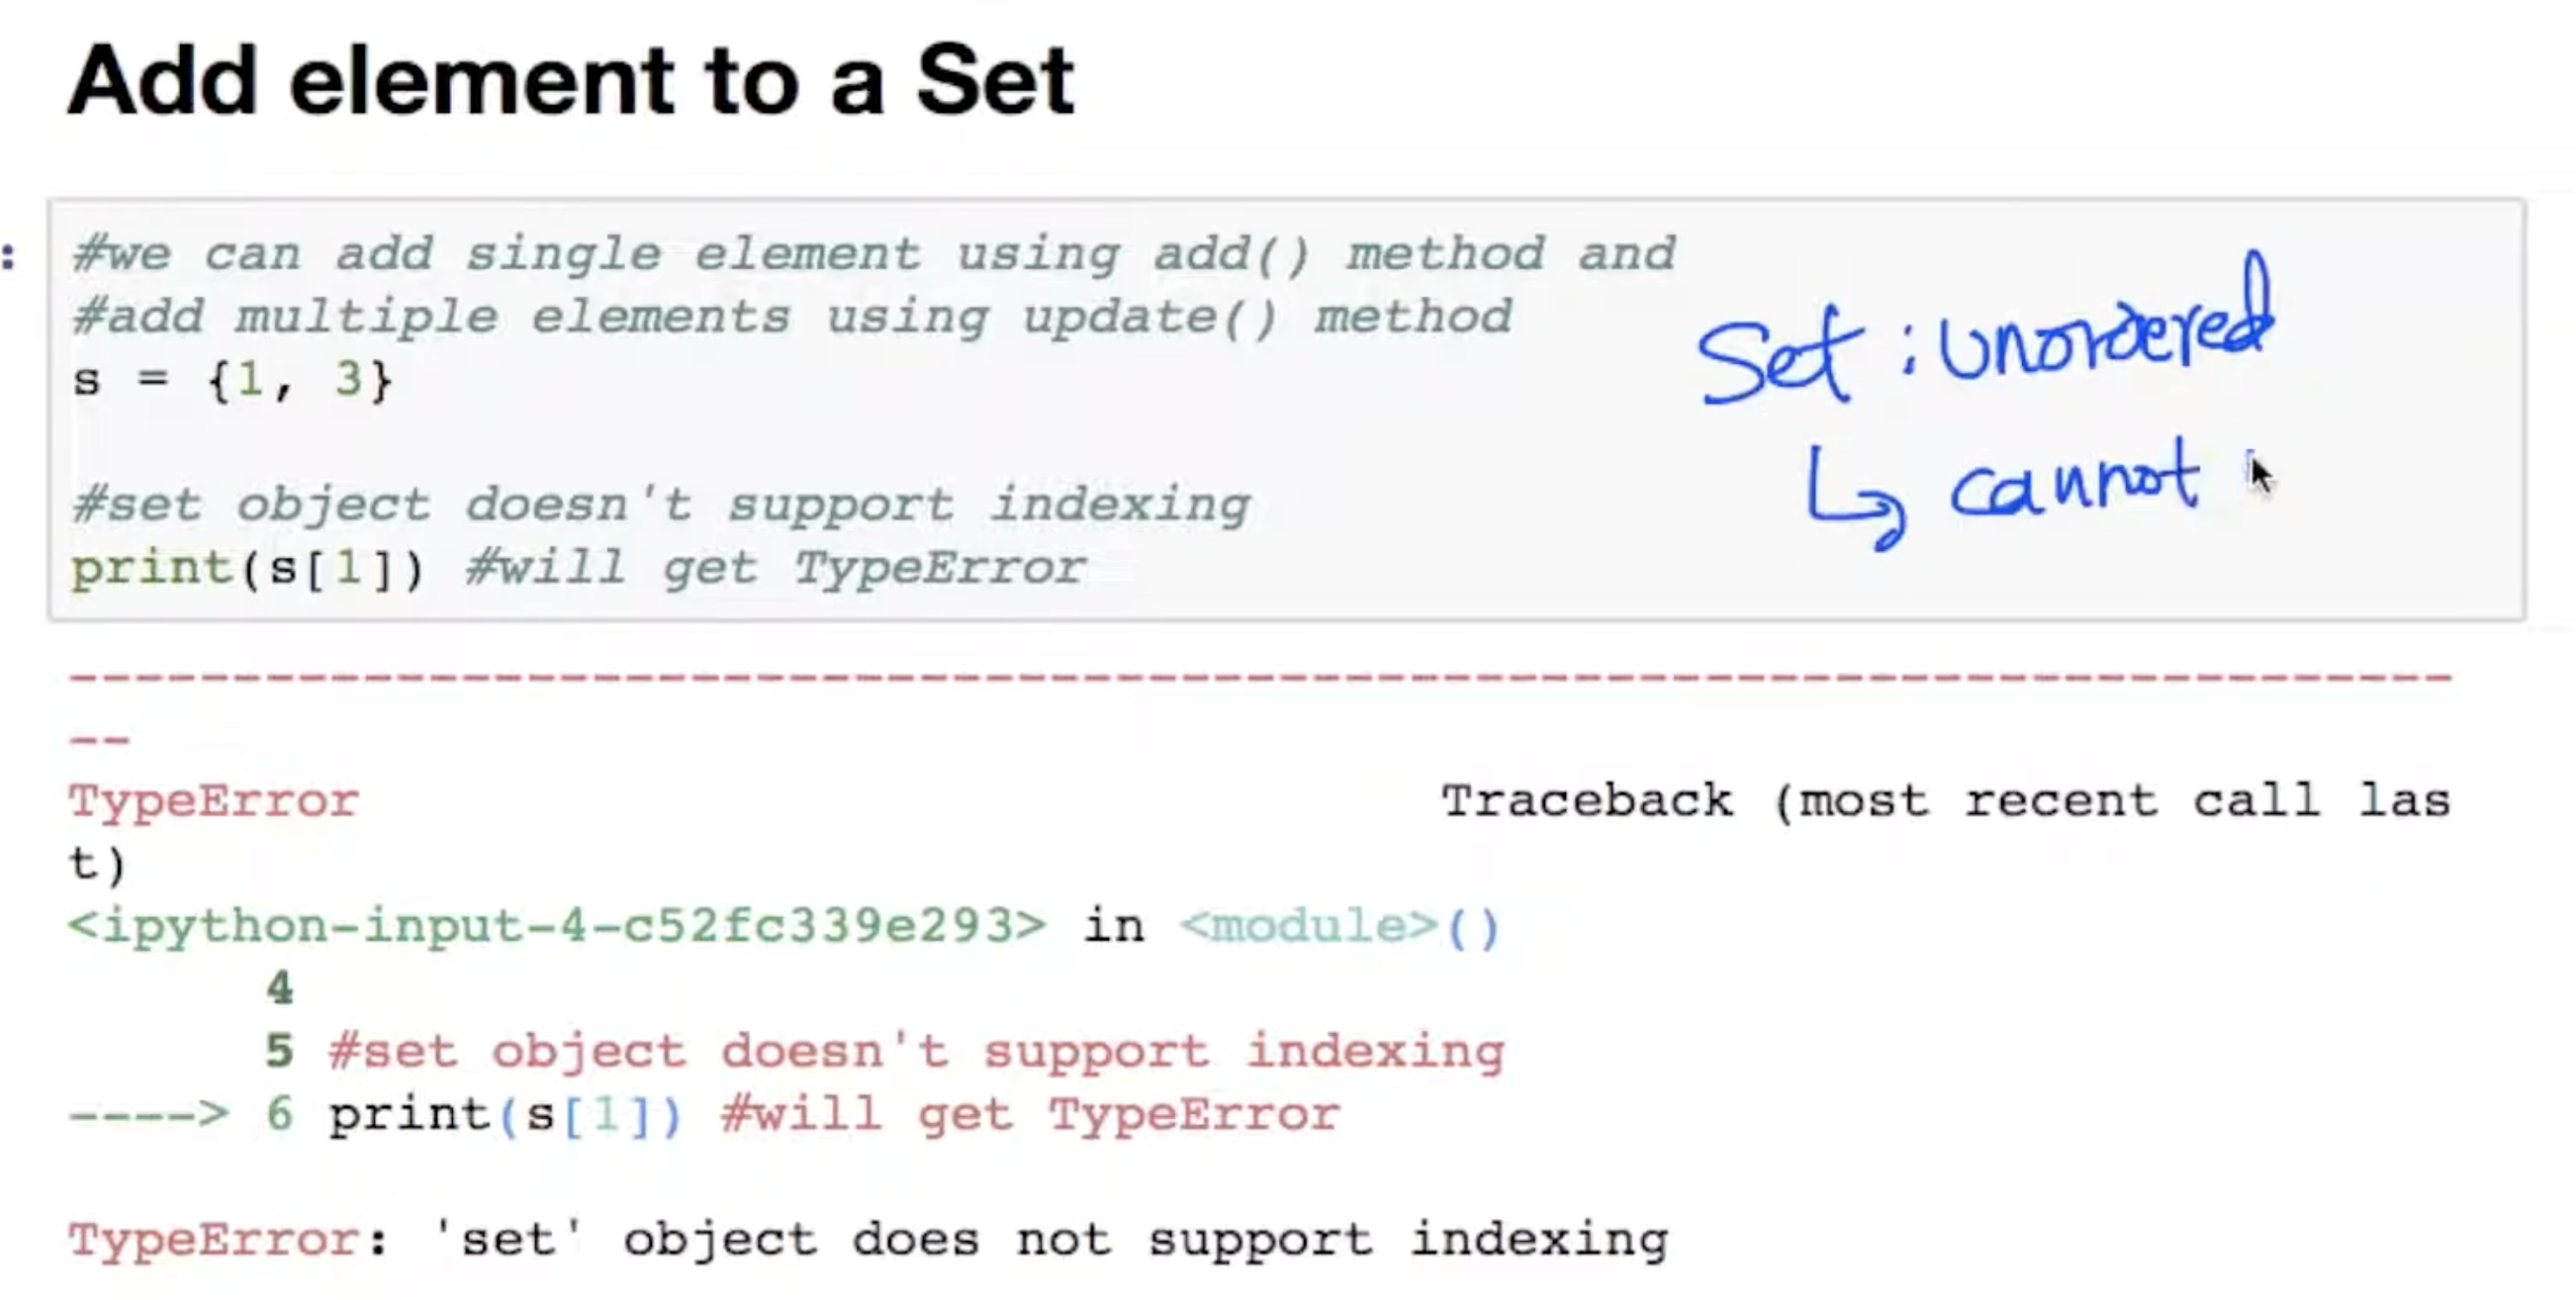 Add element to a Set
:
#we can add single element using add() method and
#add multiple elements using update() method
s = {1, 3}
Set : unordered
↳ cannot
#set object doesn't support indexing
print(s[1]) #will get TypeError
---------------------------------------------------------------------------
--
TypeError                                 Traceback (most recent call las
t)
<ipython-input-4-c52fc339e293> in <module>()
      4
      5 #set object doesn't support indexing
----> 6 print(s[1]) #will get TypeError
TypeError: 'set' object does not support indexing